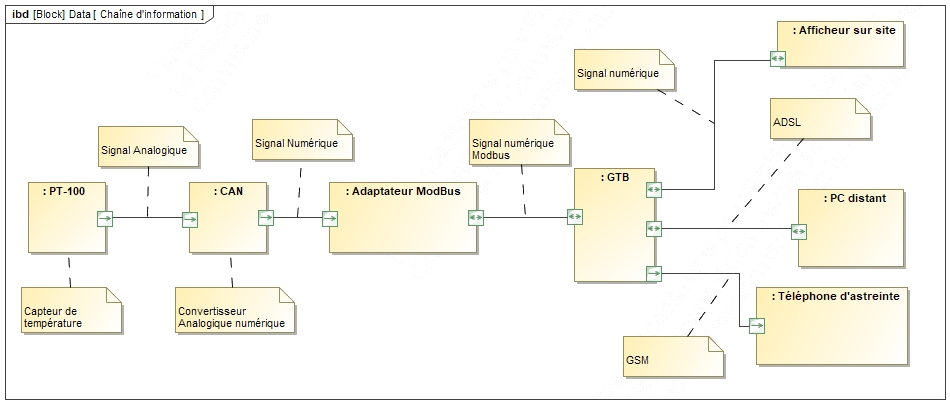 ibd [Block] Data [ Chaîne d'information ]
: Afficheur sur site
Signal numérique
ADSL
Signal Analogique
Signal Numérique
Signal numérique
Modbus
: PT-100
: CAN
: Adaptateur ModBus
: GTB
: PC distant
Capteur de
température
Convertisseur
Analogique numérique
: Téléphone d'astreinte
GSM